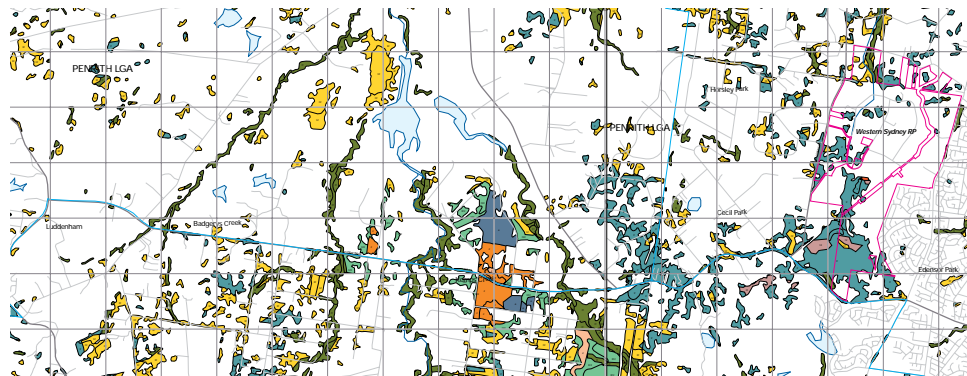 PENRITH LGA
Horsley Park
PENRITH LGA
Western Sydney RP
Luddenham
Badgerys Creek
Cecil Park
Edensor Park